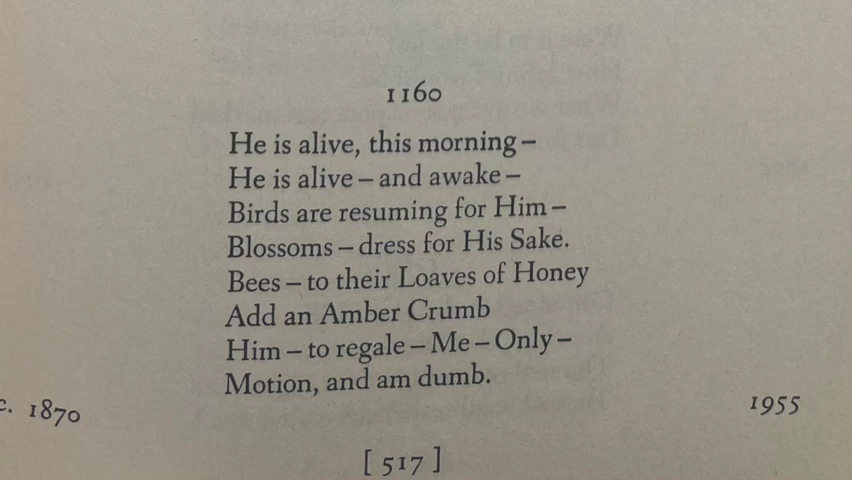 1160
He is alive, this morning –
He is alive – and awake –
Birds are resuming for Him –
Blossoms – dress for His Sake.
Bees – to their Loaves of Honey
Add an Amber Crumb
Him – to regale – Me – Only –
Motion, and am dumb.
c. 1870
1955
[ 517 ]